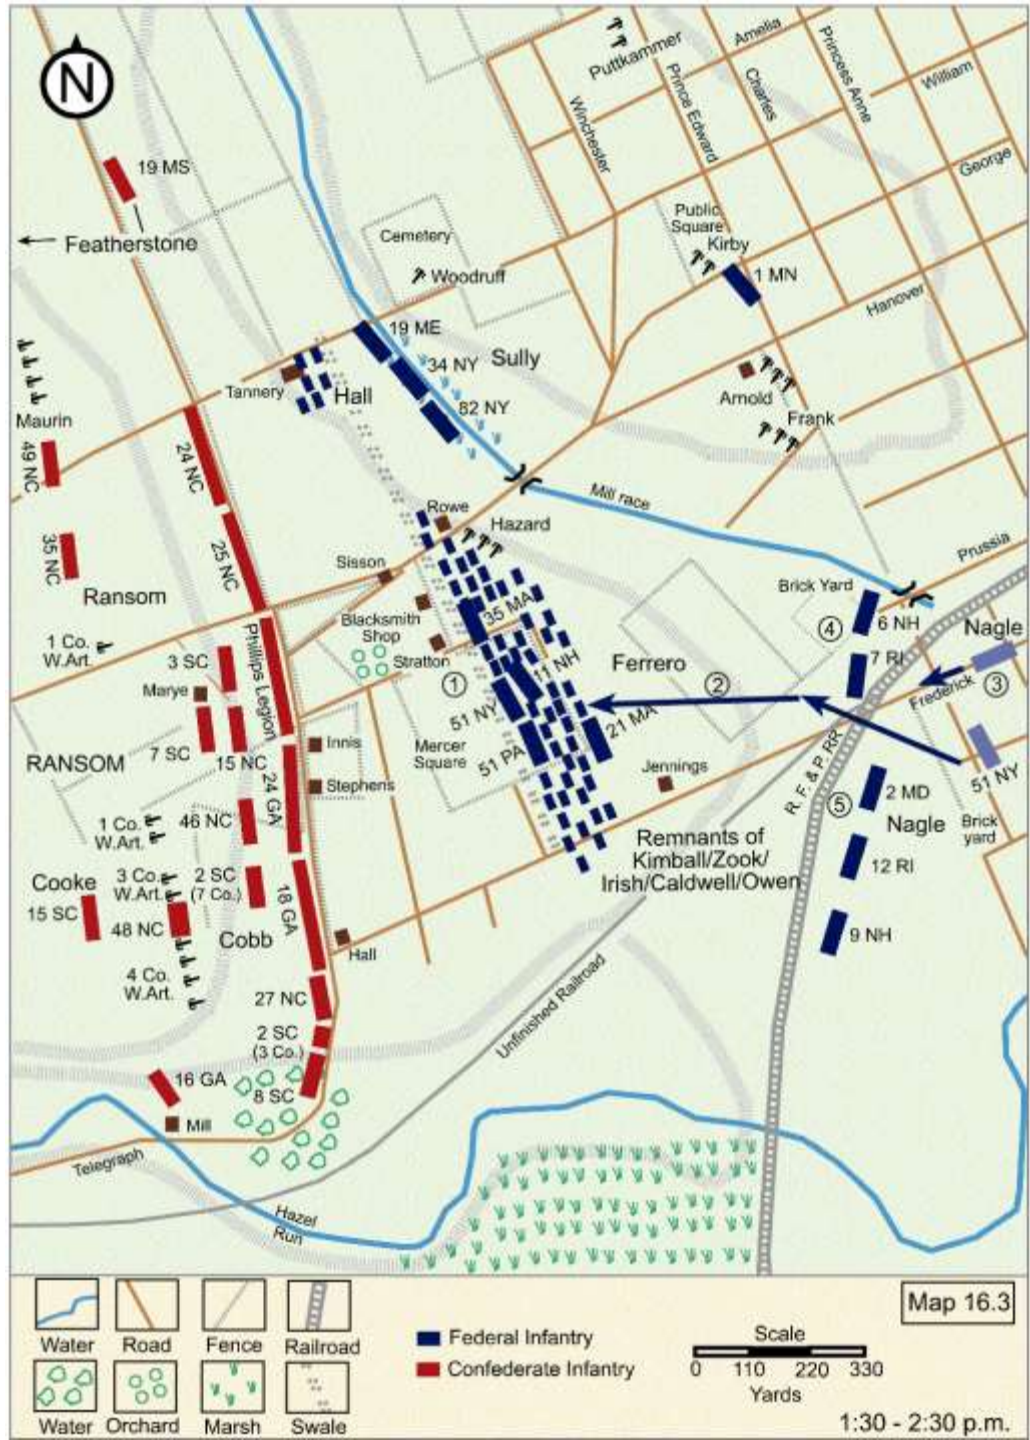 N
19 MS
Featherstone
Puttkammer
Amelia
Winchester
Prince Edward
Charles
Princess Anne
William
George
Hanover
Cemetery
Woodruff
Public
Square
Kirby
1 MN
19 ME
34 NY
82 NY
Sully
Tannery
Hall
Arnold
Frank
Maurin
49 NC
24 NC
35 NC
25 NC
Ransom
Mill race
Prussia
Rowe
Hazard
Sisson
Blacksmith
Shop
Stratton
1
35 MA
11 NH
51 NY
51 PA
21 MA
Ferrero
2
Brick Yard
4
6 NH
7 RI
Nagle
Frederick
3
51 NY
Brick
yard
R. F. & P. RR
5
2 MD
Nagle
12 RI
9 NH
1 Co.
W.Art.
3 SC
Marye
Phillips Legion
7 SC
15 NC
RANSOM
Innis
Stephens
Mercer
Square
24 GA
Jennings
1 Co.
W.Art.
46 NC
Remnants of
Kimball/Zook/
Irish/Caldwell/Owen
Cooke
15 SC
3 Co.
W.Art.
48 NC
2 SC
(7 Co.)
18 GA
Cobb
Hall
4 Co.
W.Art.
27 NC
2 SC
(3 Co.)
8 SC
16 GA
Mill
Unfinished Railroad
Telegraph
Hazel
Run
Water
Road
Fence
Railroad
Water
Orchard
Marsh
Swale
Federal Infantry
Confederate Infantry
Map 16.3
Scale
0 110 220 330
Yards
1:30 - 2:30 p.m.